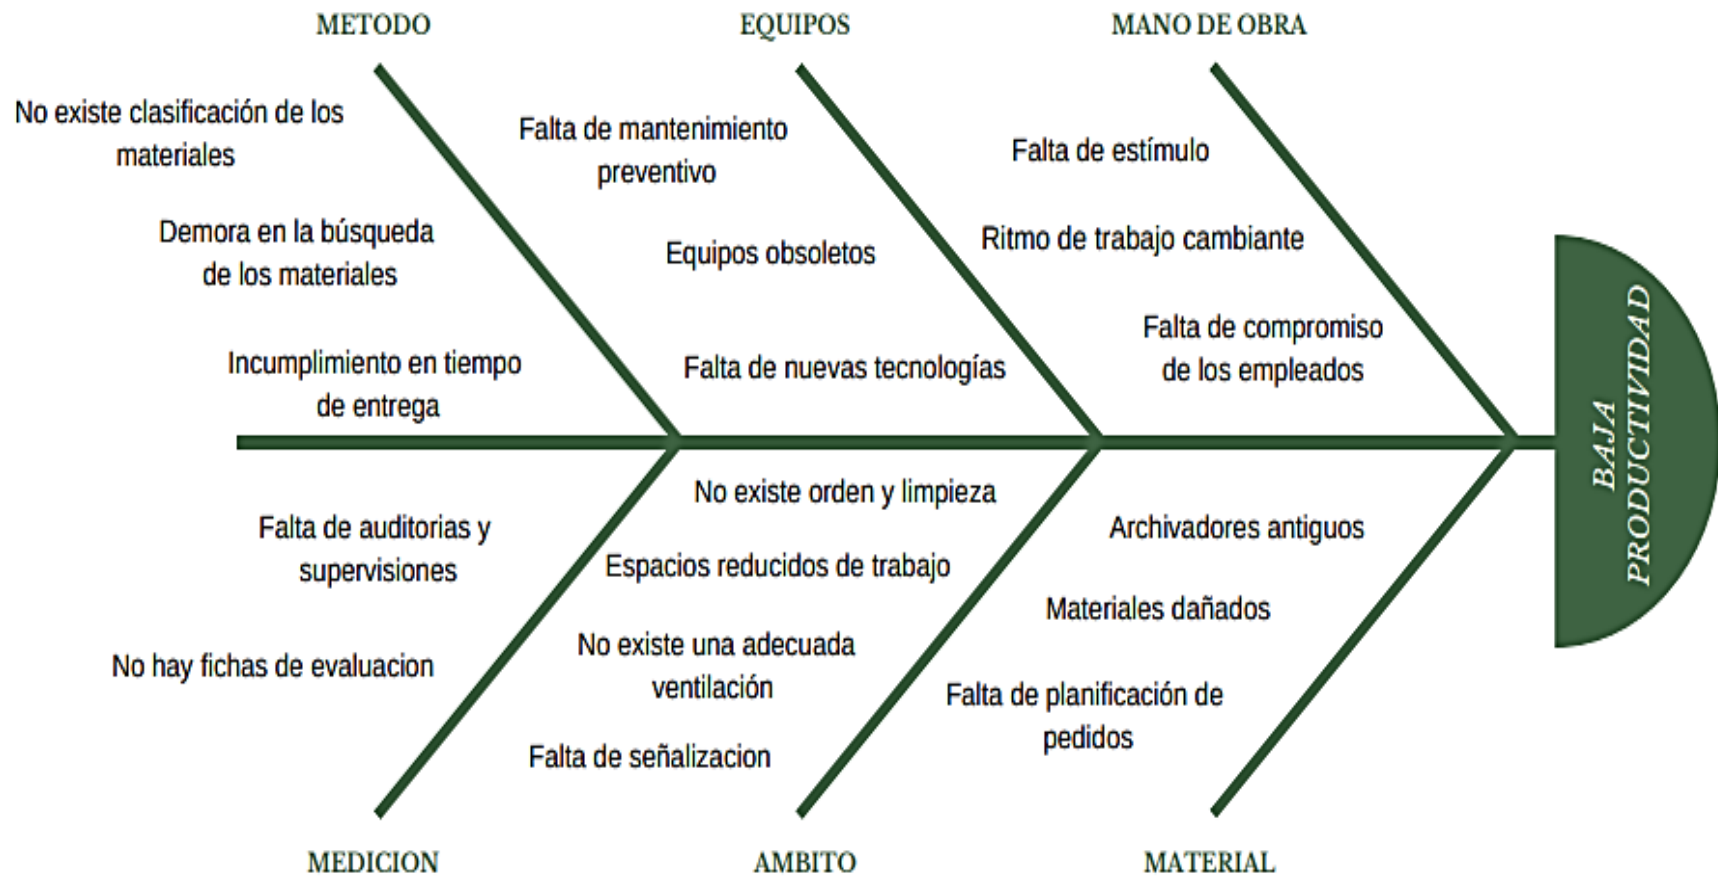 METODO
EQUIPOS
MANO DE OBRA
No existe clasificación de los
materiales
Demora en la búsqueda
de los materiales
Incumplimiento en tiempo
de entrega
Falta de mantenimiento
preventivo
Equipos obsoletos
Falta de nuevas tecnologías
Falta de estímulo
Ritmo de trabajo cambiante
Falta de compromiso
de los empleados
BAJA
PRODUCTIVIDAD
Falta de auditorias y
supervisiones
No hay fichas de evaluacion
No existe orden y limpieza
Espacios reducidos de trabajo
No existe una adecuada
ventilación
Falta de señalizacion
Archivadores antiguos
Materiales dañados
Falta de planificación de
pedidos
MEDICION
AMBITO
MATERIAL